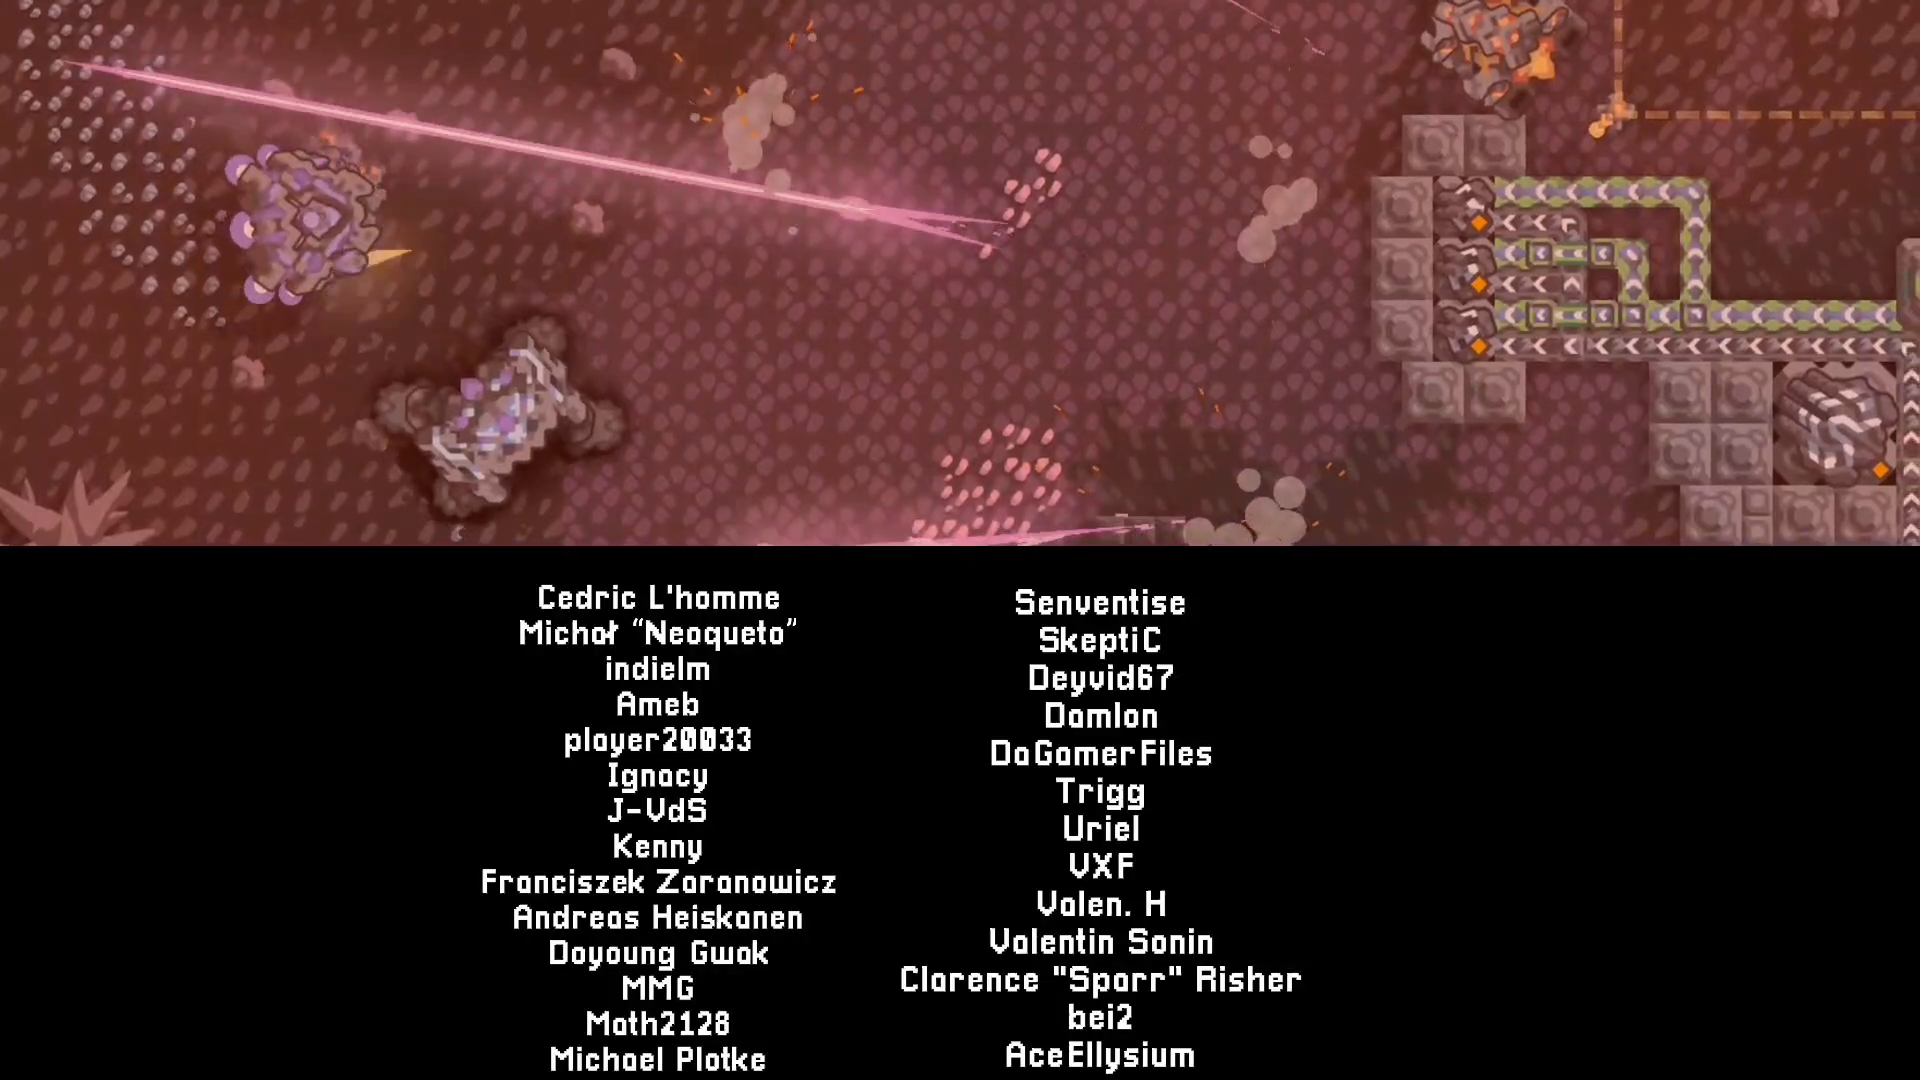 Cedric L'homme
Michał “Neoqueto”
indielm
Ameb
player20033
Ignacy
J-VdS
Kenny
Franciszek Zaranowicz
Andreas Heiskanen
Doyoung Gwak
MMG
Math2128
Michael Plotke
Senventise
SkeptiC
Deyvid67
Damlon
DaGamerFiles
Trigg
Uriel
VXF
Valen. H
Valentin Sonin
Clarence "Sparr" Risher
bei2
AceEllysium